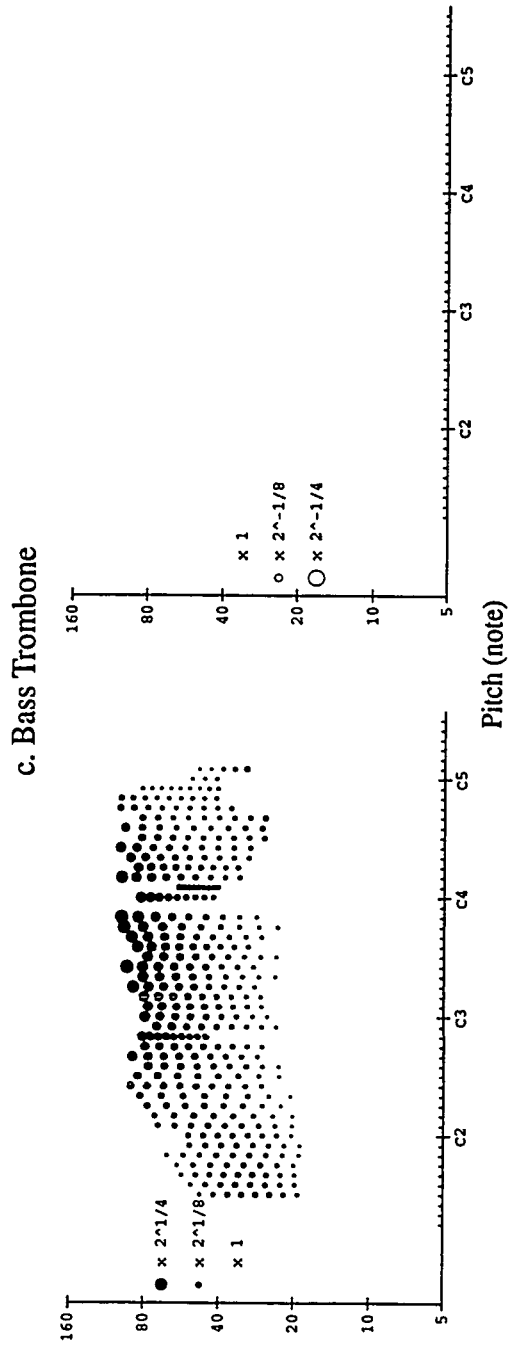 c. Bass Trombone
160
80
40
20
10
5
x 2^1/4
x 2^1/8
x 1
c2
c3
c4
c5
160
80
40
20
10
5
x 1
x 2^-1/8
x 2^-1/4
c2
c3
c4
c5
Pitch (note)